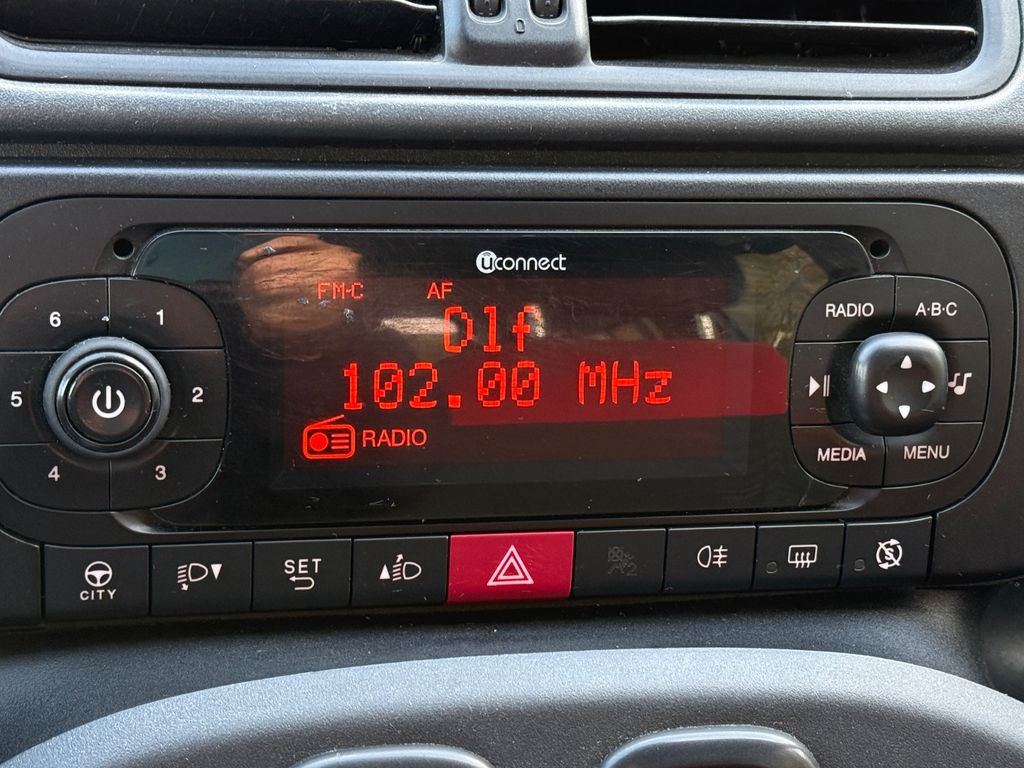 uconnect
FM-C AF
Dlf
102.00 MHz
RADIO
6 1
5 2
4 3
RADIO A·B·C
MEDIA MENU
CITY
SET